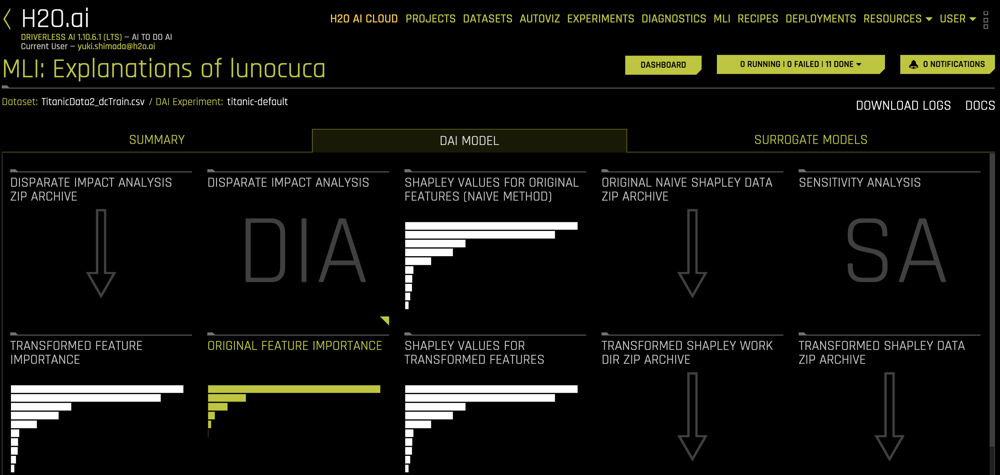 H2O.ai
H2O AI CLOUD PROJECTS DATASETS AUTOVIZ EXPERIMENTS DIAGNOSTICS MLI RECIPES DEPLOYMENTS RESOURCES USER
DRIVERLESS AI 1.10.6.1 (LTS) – AI TO DO AI
Current User – yuki.shimada@h2o.ai
MLI: Explanations of lunocuca
DASHBOARD
0 RUNNING | 0 FAILED | 11 DONE
0 NOTIFICATIONS
Dataset: TitanicData2_dcTrain.csv / DAI Experiment: titanic-default
DOWNLOAD LOGS DOCS
SUMMARY
DAI MODEL
SURROGATE MODELS
DISPARATE IMPACT ANALYSIS
ZIP ARCHIVE
DISPARATE IMPACT ANALYSIS
DIA
SHAPLEY VALUES FOR ORIGINAL
FEATURES (NAIVE METHOD)
ORIGINAL NAIVE SHAPLEY DATA
ZIP ARCHIVE
SENSITIVITY ANALYSIS
SA
TRANSFORMED FEATURE
IMPORTANCE
ORIGINAL FEATURE IMPORTANCE
SHAPLEY VALUES FOR
TRANSFORMED FEATURES
TRANSFORMED SHAPLEY WORK
DIR ZIP ARCHIVE
TRANSFORMED SHAPLEY DATA
ZIP ARCHIVE